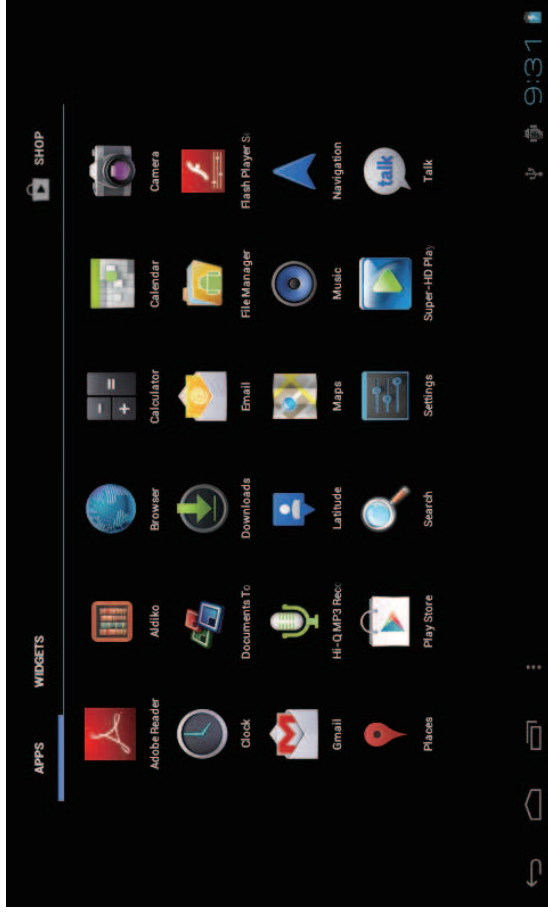 APPS WIDGETS SHOP
Adobe Reader Aldiko Browser Calculator Calendar Camera
Clock Documents To Downloads Email File Manager Flash Player Se
talk
Gmail Hi-Q MP3 Reco Latitude Maps Music Navigation
Places Play Store Search Settings Super-HD Play Talk
9:31